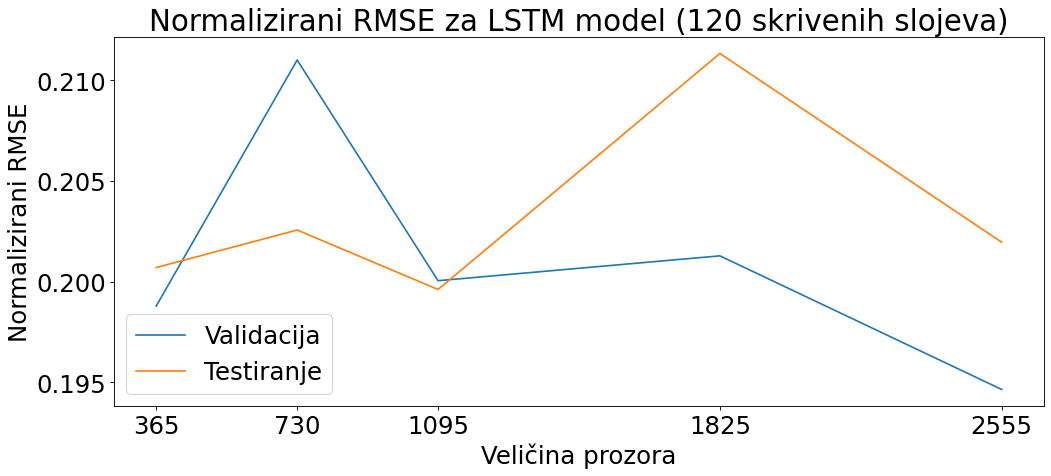 Normalizirani RMSE za LSTM model (120 skrivenih slojeva)
Normalizirani RMSE
0.210
0.205
0.200
0.195
Validacija
Testiranje
365 730 1095 1825 2555
Veličina prozora